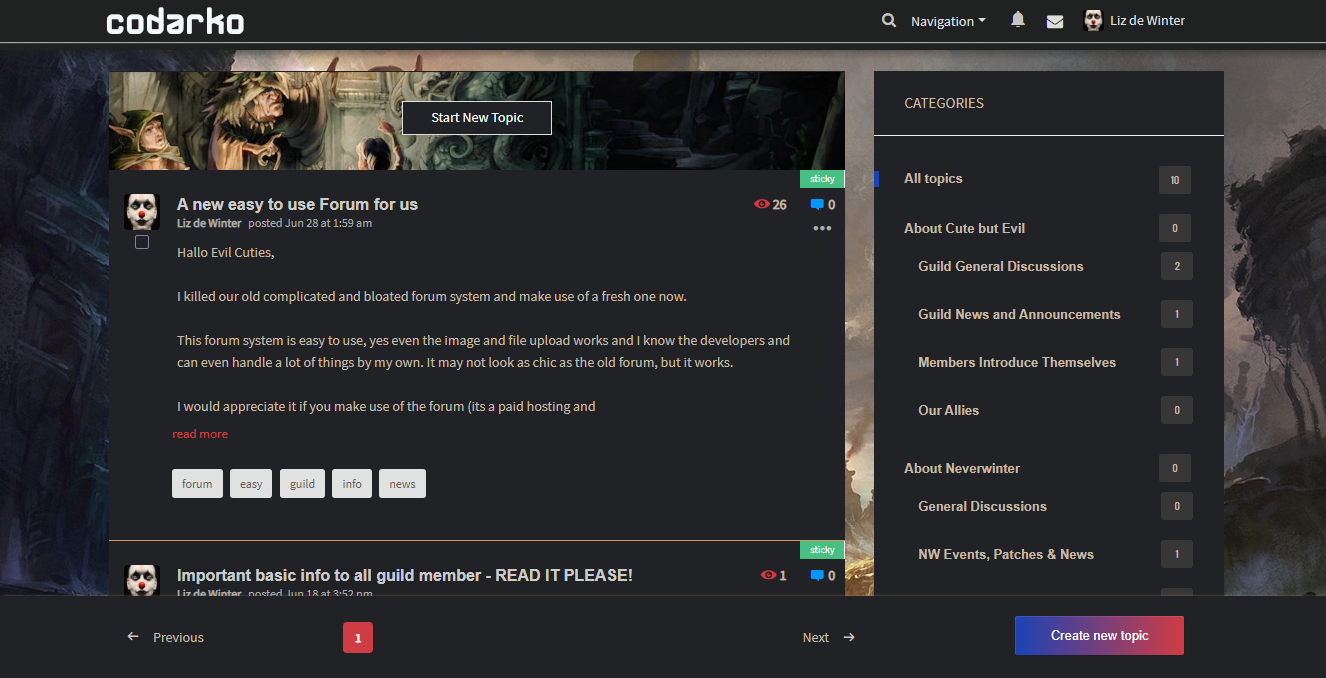 codarko
Navigation
Liz de Winter
Start New Topic
sticky
A new easy to use Forum for us
26
0
Liz de Winter posted Jun 28 at 1:59 am
Hallo Evil Cuties,
I killed our old complicated and bloated forum system and make use of a fresh one now.
This forum system is easy to use, yes even the image and file upload works and I know the developers and
can even handle a lot of things by my own. It may not look as chic as the old forum, but it works.
I would appreciate it if you make use of the forum (its a paid hosting and
read more
forum
easy
guild
info
news
sticky
Important basic info to all guild member - READ IT PLEASE!
1
0
Liz de Winter posted Jun 18 at 3:52 pm
CATEGORIES
All topics
10
About Cute but Evil
0
Guild General Discussions
2
Guild News and Announcements
1
Members Introduce Themselves
1
Our Allies
0
About Neverwinter
0
General Discussions
0
NW Events, Patches & News
1
Previous
1
Next
Create new topic